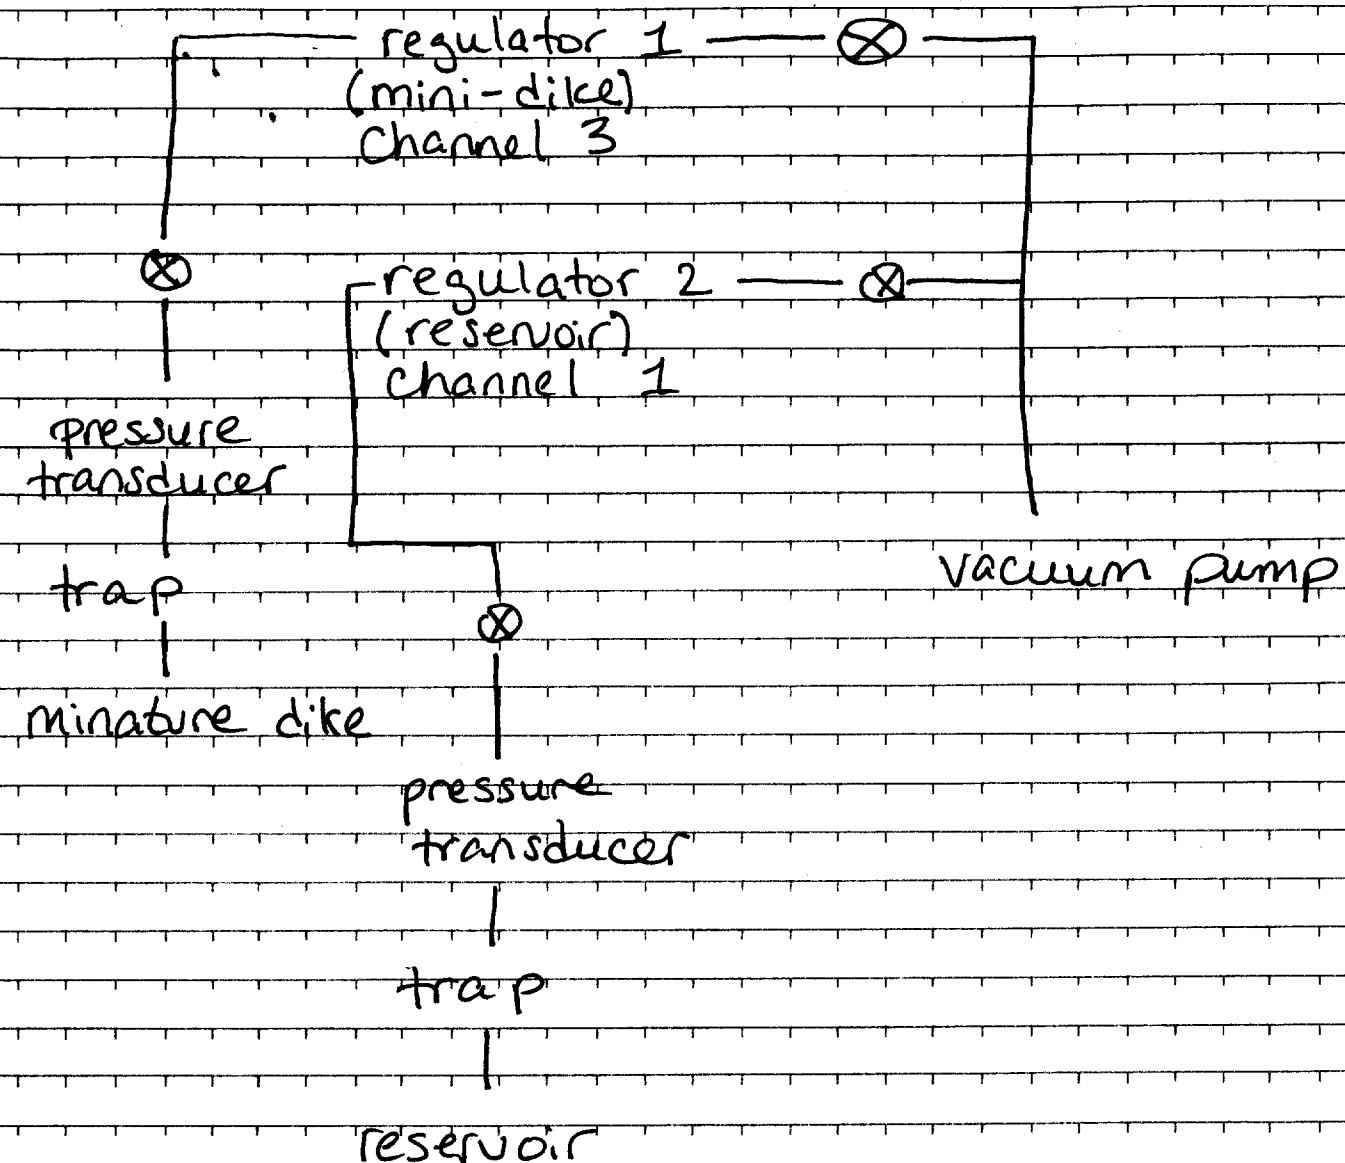 regulator 1
(mini-dike)
Channel 3
regulator 2
(reservoir)
channel 1
pressure
transducer
trap
minature dike
vacuum pump
pressure
transducer
trap
reservoir